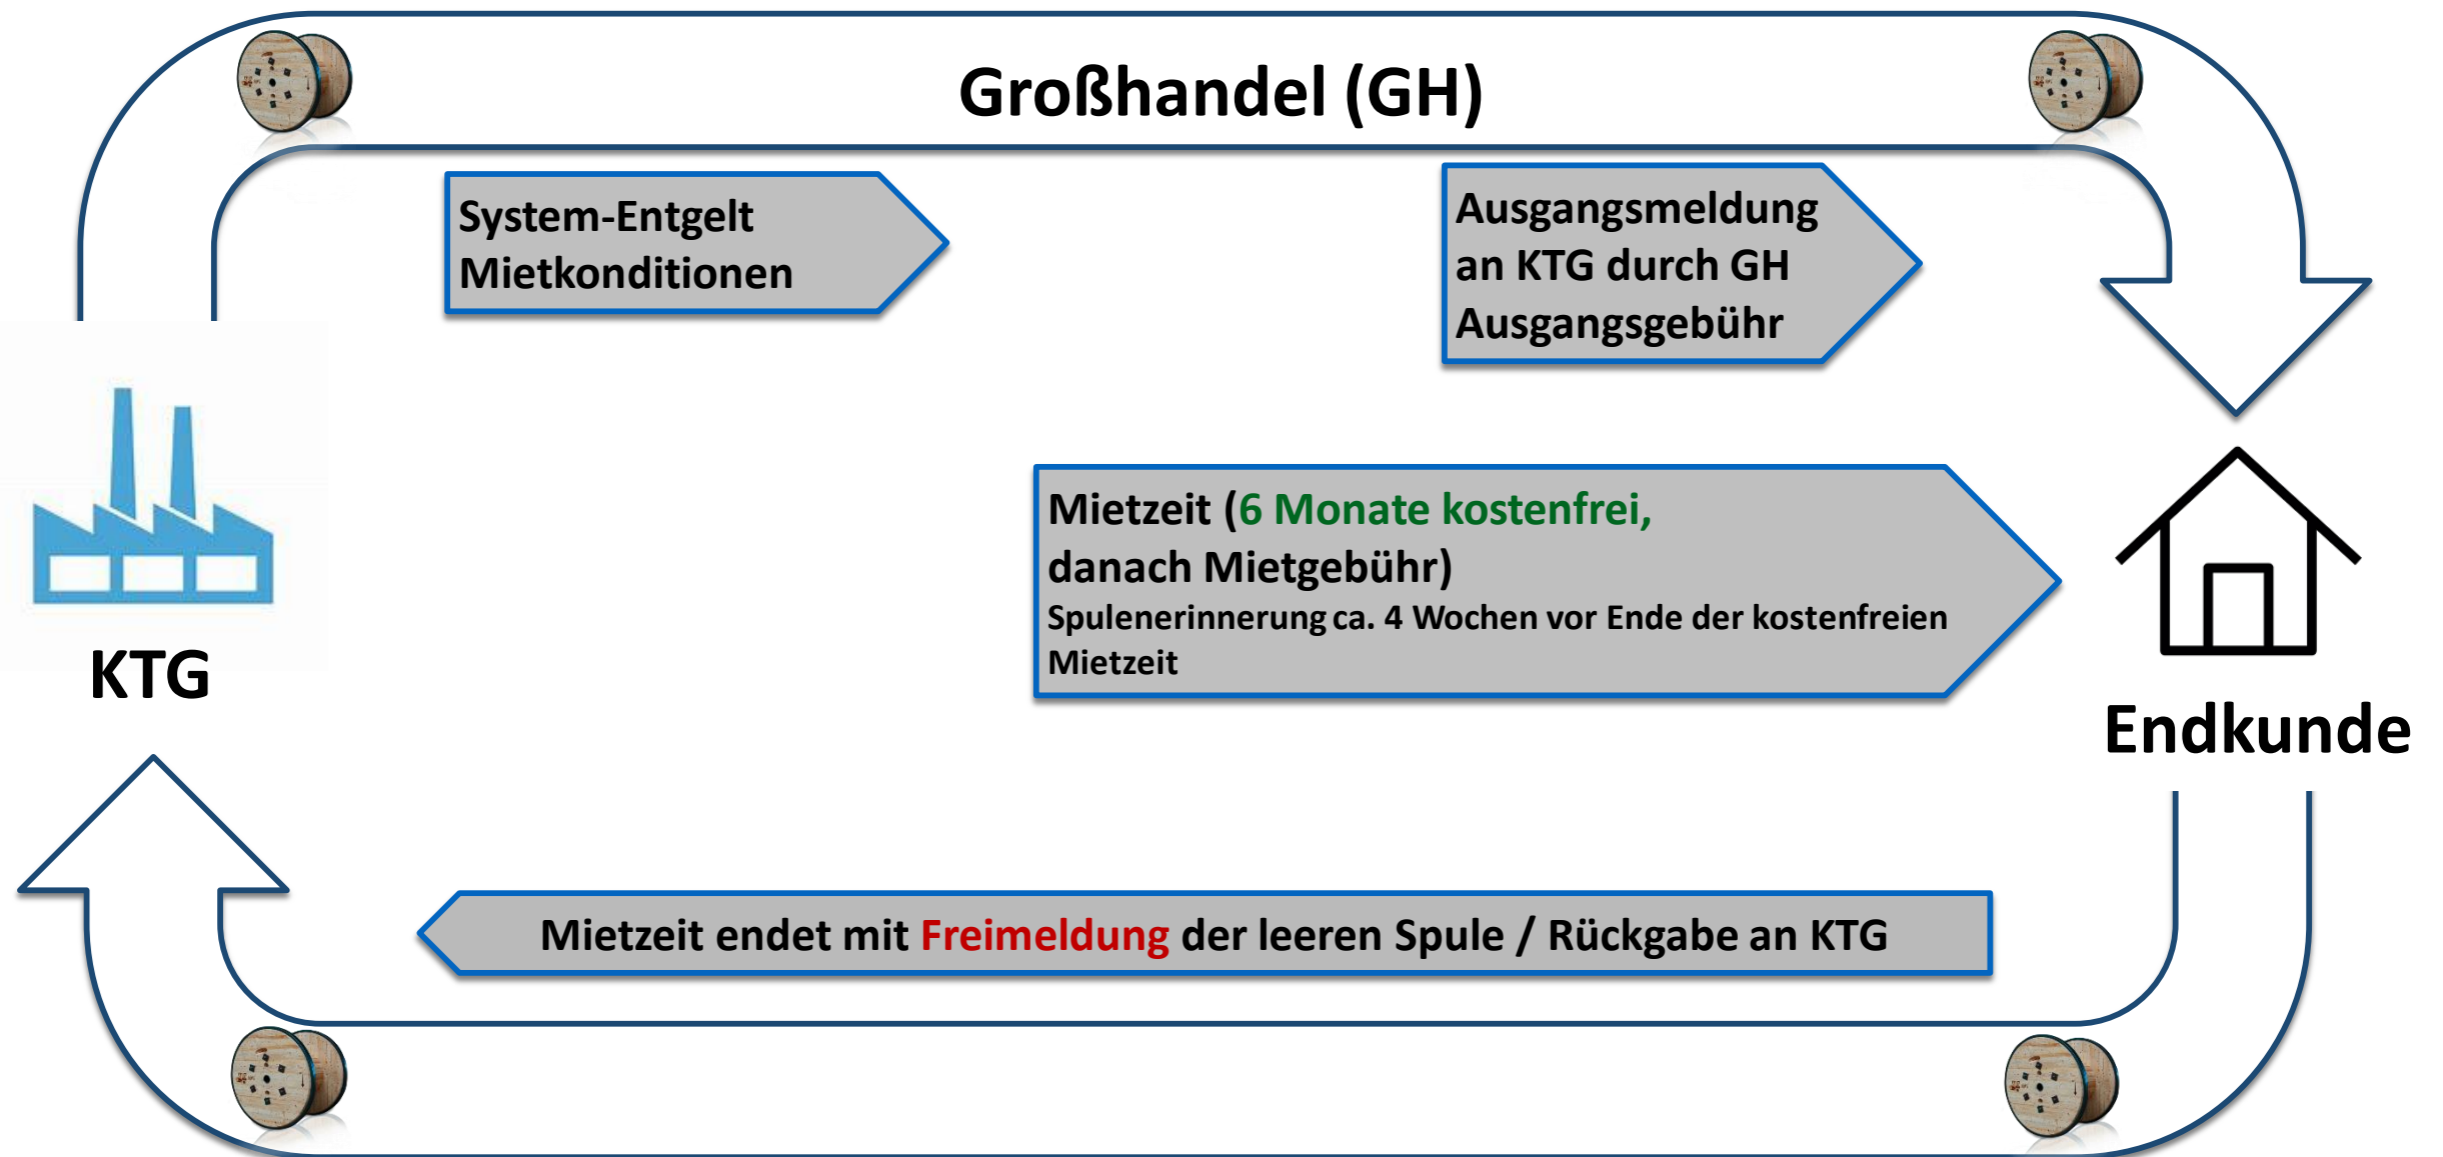 Großhandel (GH)
System-Entgelt
Mietkonditionen
Ausgangsmeldung
an KTG durch GH
Ausgangsgebühr
Mietzeit (6 Monate kostenfrei,
danach Mietgebühr)
Spulenerinnerung ca. 4 Wochen vor Ende der kostenfreien
Mietzeit
KTG
Endkunde
Mietzeit endet mit Freimeldung der leeren Spule / Rückgabe an KTG